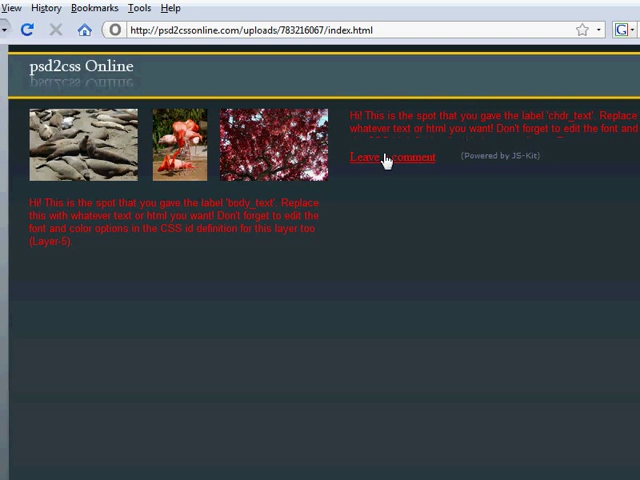 View History Bookmarks Tools Help
http://psd2cssonline.com/uploads/783216067/index.html
G
psd2css Online
Hi! This is the spot that you gave the label 'chdr_text'. Replace
whatever text or html you want! Don't forget to edit the font and
Leave comment (Powered by JS-Kit)
Hi! This is the spot that you gave the label 'body_text'. Replace
this with whatever text or html you want! Don't forget to edit the
font and color options in the CSS id definition for this layer too
(Layer-5).